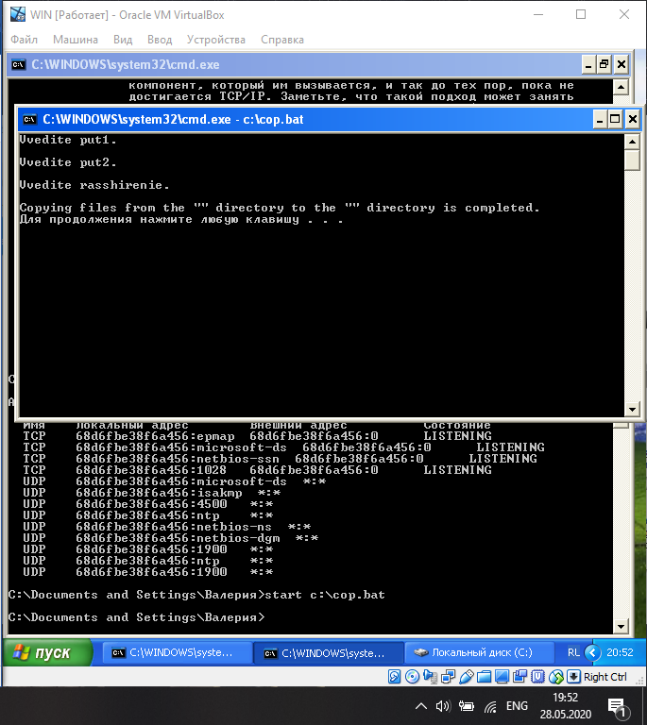 WIN [Работает] - Oracle VM VirtualBox
Файл Машина Вид Ввод Устройства Справка
C:\WINDOWS\system32\cmd.exe
компонент, который им вызывается, и так до тех пор, пока не
достигается TCP/IP. Заметьте, что такой подход может занять
C:\WINDOWS\system32\cmd.exe - c:\cop.bat
Vvedite put1.
Vvedite put2.
Vvedite rasshirenie.
Copying files from the "" directory to the "" directory is completed.
Для продолжения нажмите любую клавишу . . .
Имя Локальный адрес Внешний адрес Состояние
TCP 68d6fbe38f6a456:epmap 68d6fbe38f6a456:0 LISTENING
TCP 68d6fbe38f6a456:microsoft-ds 68d6fbe38f6a456:0 LISTENING
TCP 68d6fbe38f6a456:netbios-ssn 68d6fbe38f6a456:0 LISTENING
TCP 68d6fbe38f6a456:1028 68d6fbe38f6a456:0 LISTENING
UDP 68d6fbe38f6a456:microsoft-ds *:*
UDP 68d6fbe38f6a456:isakmp *:*
UDP 68d6fbe38f6a456:4500 *:*
UDP 68d6fbe38f6a456:ntp *:*
UDP 68d6fbe38f6a456:netbios-ns *:*
UDP 68d6fbe38f6a456:netbios-dgm *:*
UDP 68d6fbe38f6a456:1900 *:*
UDP 68d6fbe38f6a456:ntp *:*
UDP 68d6fbe38f6a456:1900 *:*
C:\Documents and Settings\Валерия>start c:\cop.bat
C:\Documents and Settings\Валерия>
пуск C:\WINDOWS\syste... C:\WINDOWS\syste... Локальный диск (C:) RL 20:52
Right Ctrl
ENG 19:52
28.05.2020 1